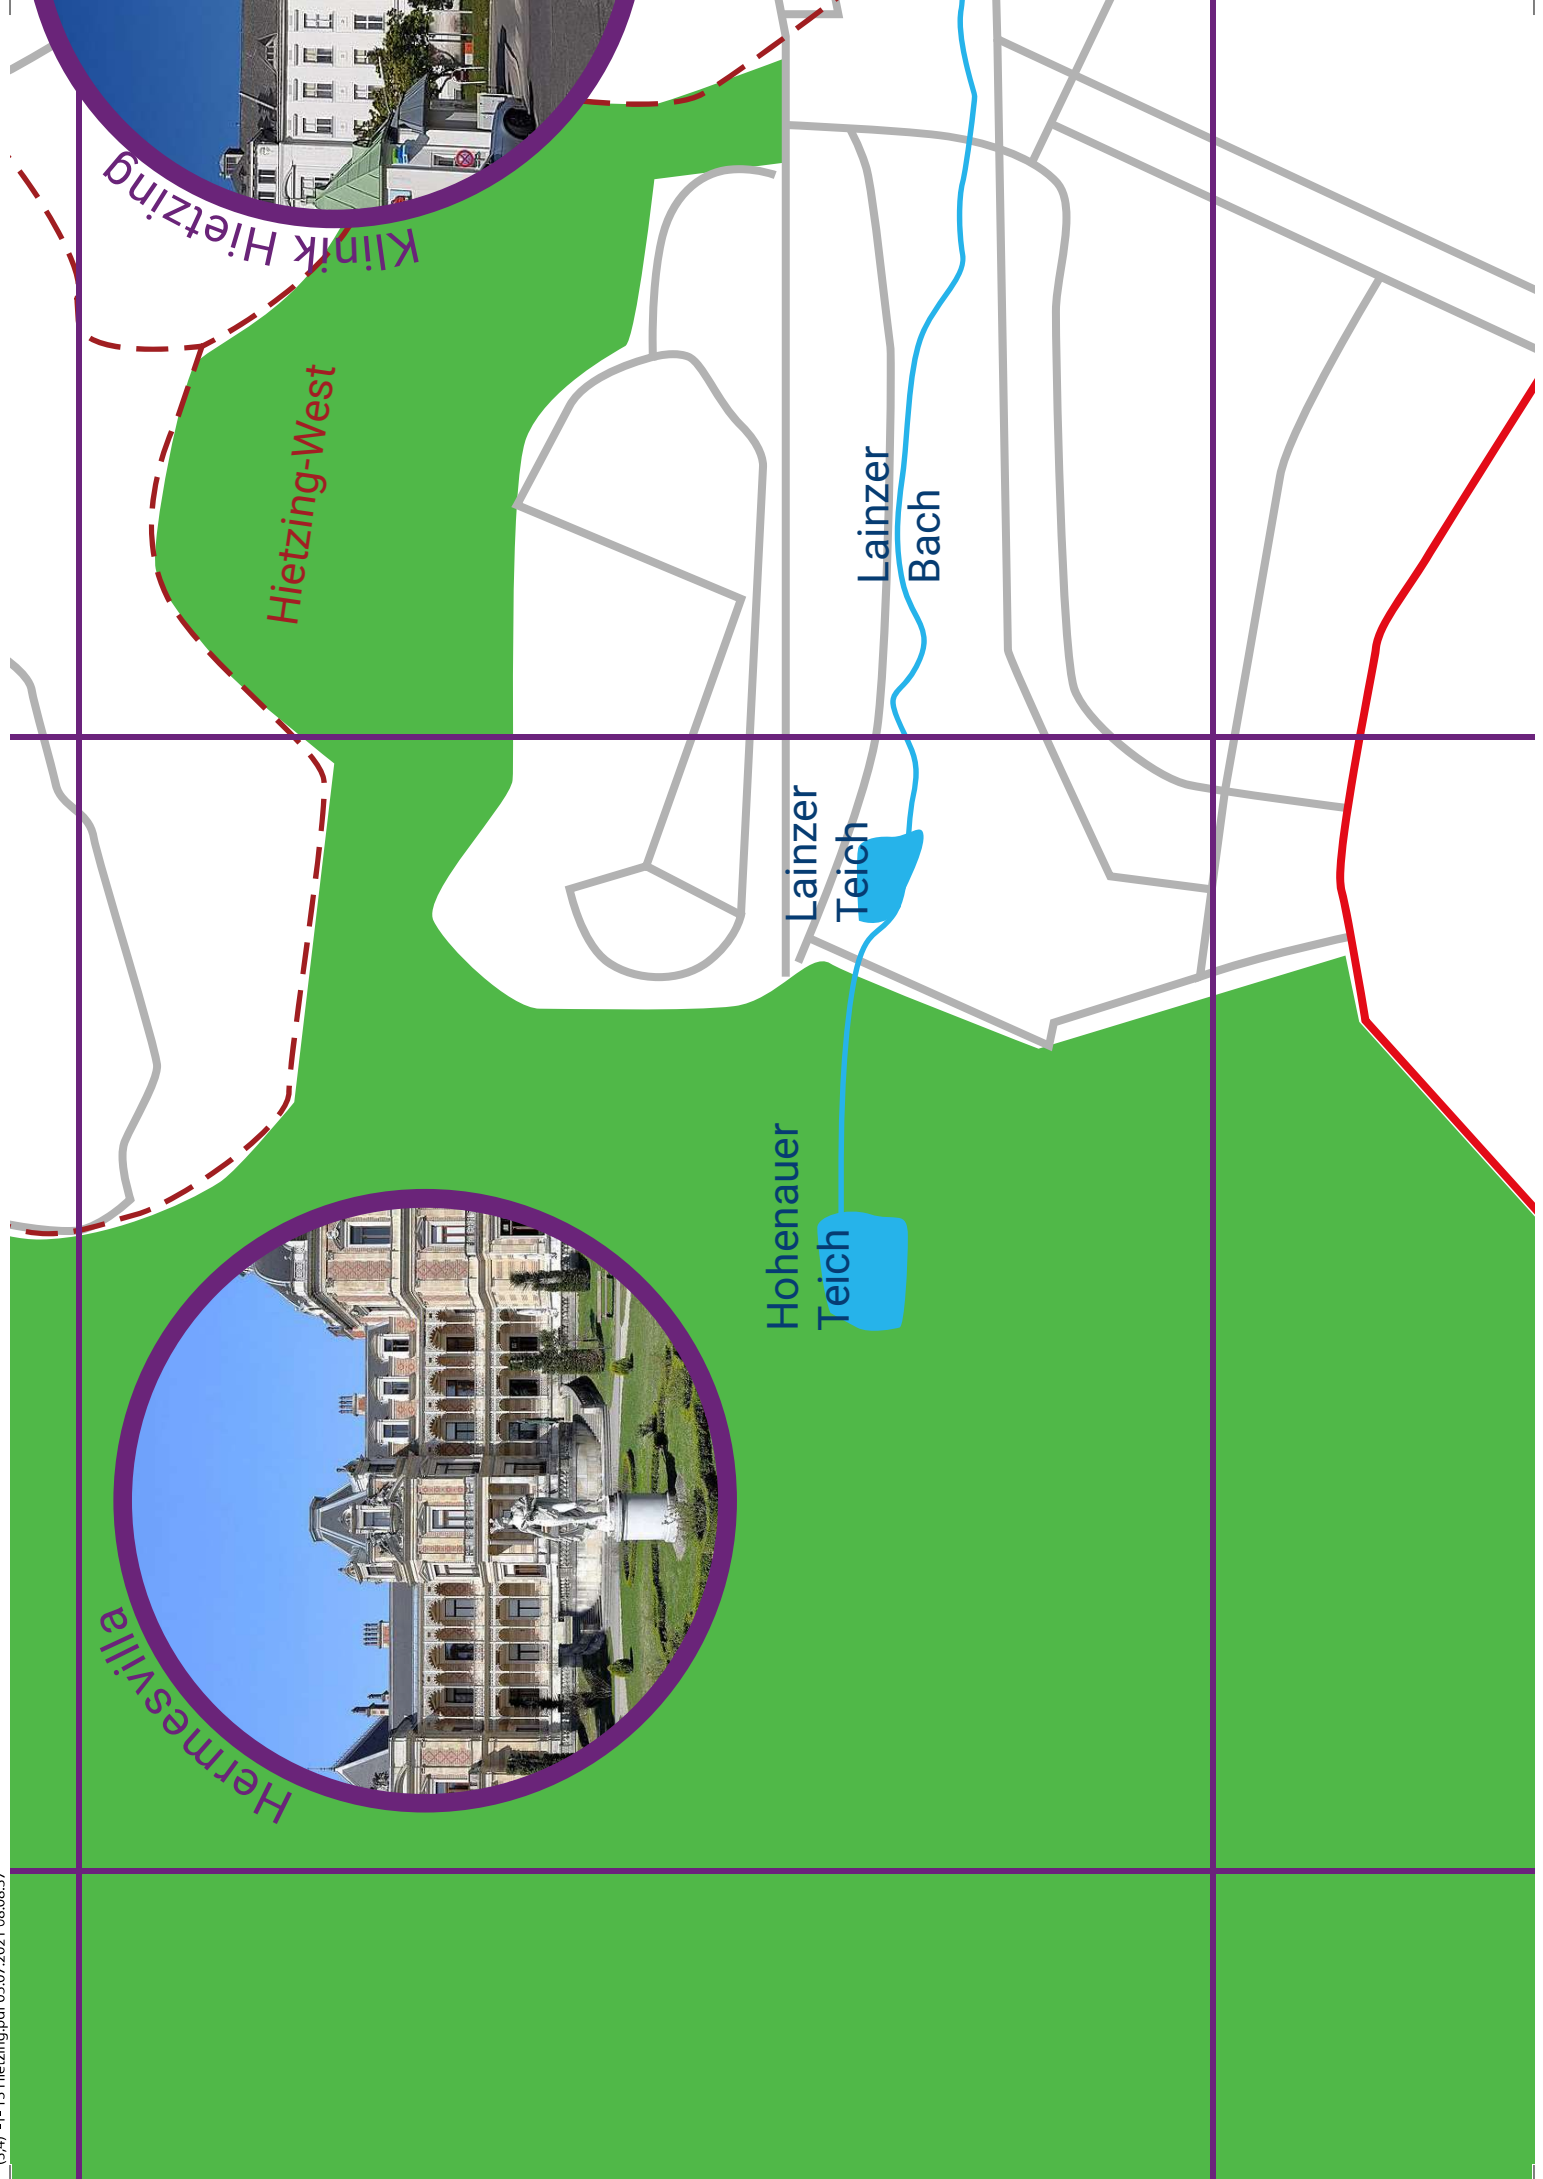 Klinik Hietzing
Hietzing-West
Lainzer
Bach
Lainzer
Teich
Hohenauer
Teich
Hermesvilla